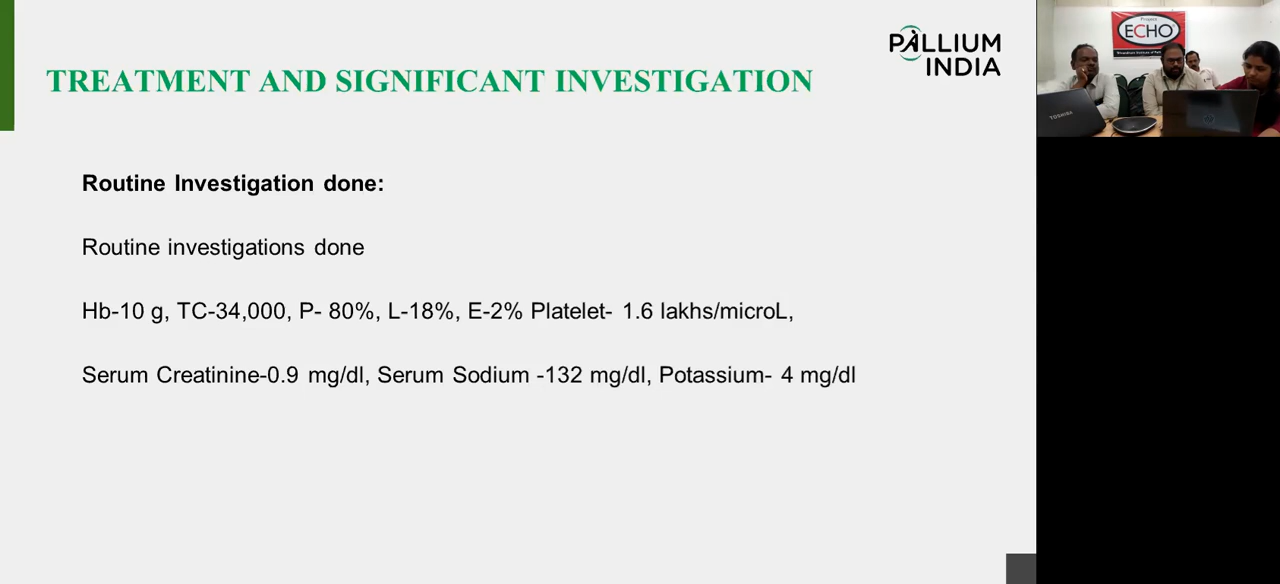 PALLIUM
INDIA
TREATMENT AND SIGNIFICANT INVESTIGATION
Routine Investigation done:
Routine investigations done
Hb-10 g, TC-34,000, P- 80%, L-18%, E-2% Platelet- 1.6 lakhs/microL,
Serum Creatinine-0.9 mg/dl, Serum Sodium -132 mg/dl, Potassium- 4 mg/dl
Project
ECHO
TOSHIBA